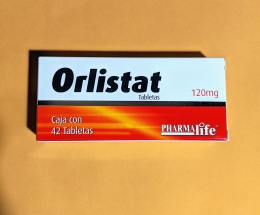 Orlistat
Tabletas
120mg
Caja con
42 Tabletas
PHARMAlife